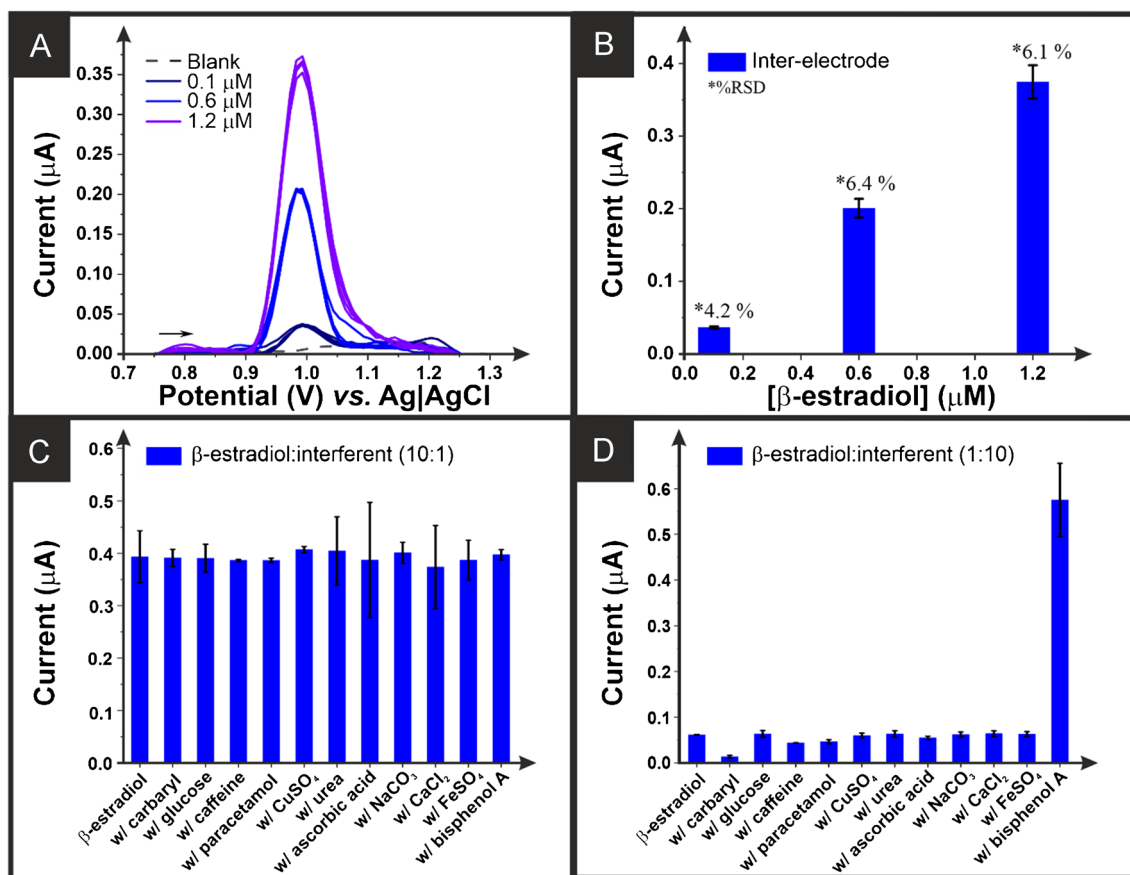 A
Blank
0.1 μM
0.6 μM
1.2 μM
0.35
0.30
0.25
0.20
0.15
0.10
0.05
0.00
Current (μA)
0.7 0.8 0.9 1.0 1.1 1.2 1.3
Potential (V) vs. Ag|AgCl
B
Inter-electrode
*%RSD
*4.2 %
*6.4 %
*6.1 %
0.4
0.3
0.2
0.1
0.0
Current (μA)
0.0 0.2 0.4 0.6 0.8 1.0 1.2
[β-estradiol] (μM)
C
β-estradiol:interferent (10:1)
0.6
0.5
0.4
0.3
0.2
0.1
0.0
Current (μA)
β-estradiol
w/ carbaryl
w/ glucose
w/ caffeine
w/ paracetamol
w/ CuSO₄
w/ urea
w/ ascorbic acid
w/ NaCO₃
w/ CaCl₂
w/ FeSO₄
w/ bisphenol A
D
β-estradiol:interferent (1:10)
0.6
0.5
0.4
0.3
0.2
0.1
0.0
Current (μA)
β-estradiol
w/ carbaryl
w/ glucose
w/ caffeine
w/ paracetamol
w/ CuSO₄
w/ urea
w/ ascorbic acid
w/ NaCO₃
w/ CaCl₂
w/ FeSO₄
w/ bisphenol A